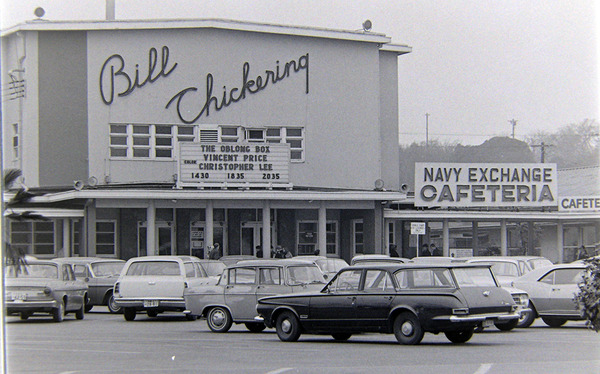 Bill Chickering
THE OBLONG BOX
VINCENT PRICE
COLOR CHRISTOPHER LEE
1430 1835 2035
NAVY EXCHANGE
CAFETERIA
CAFETE